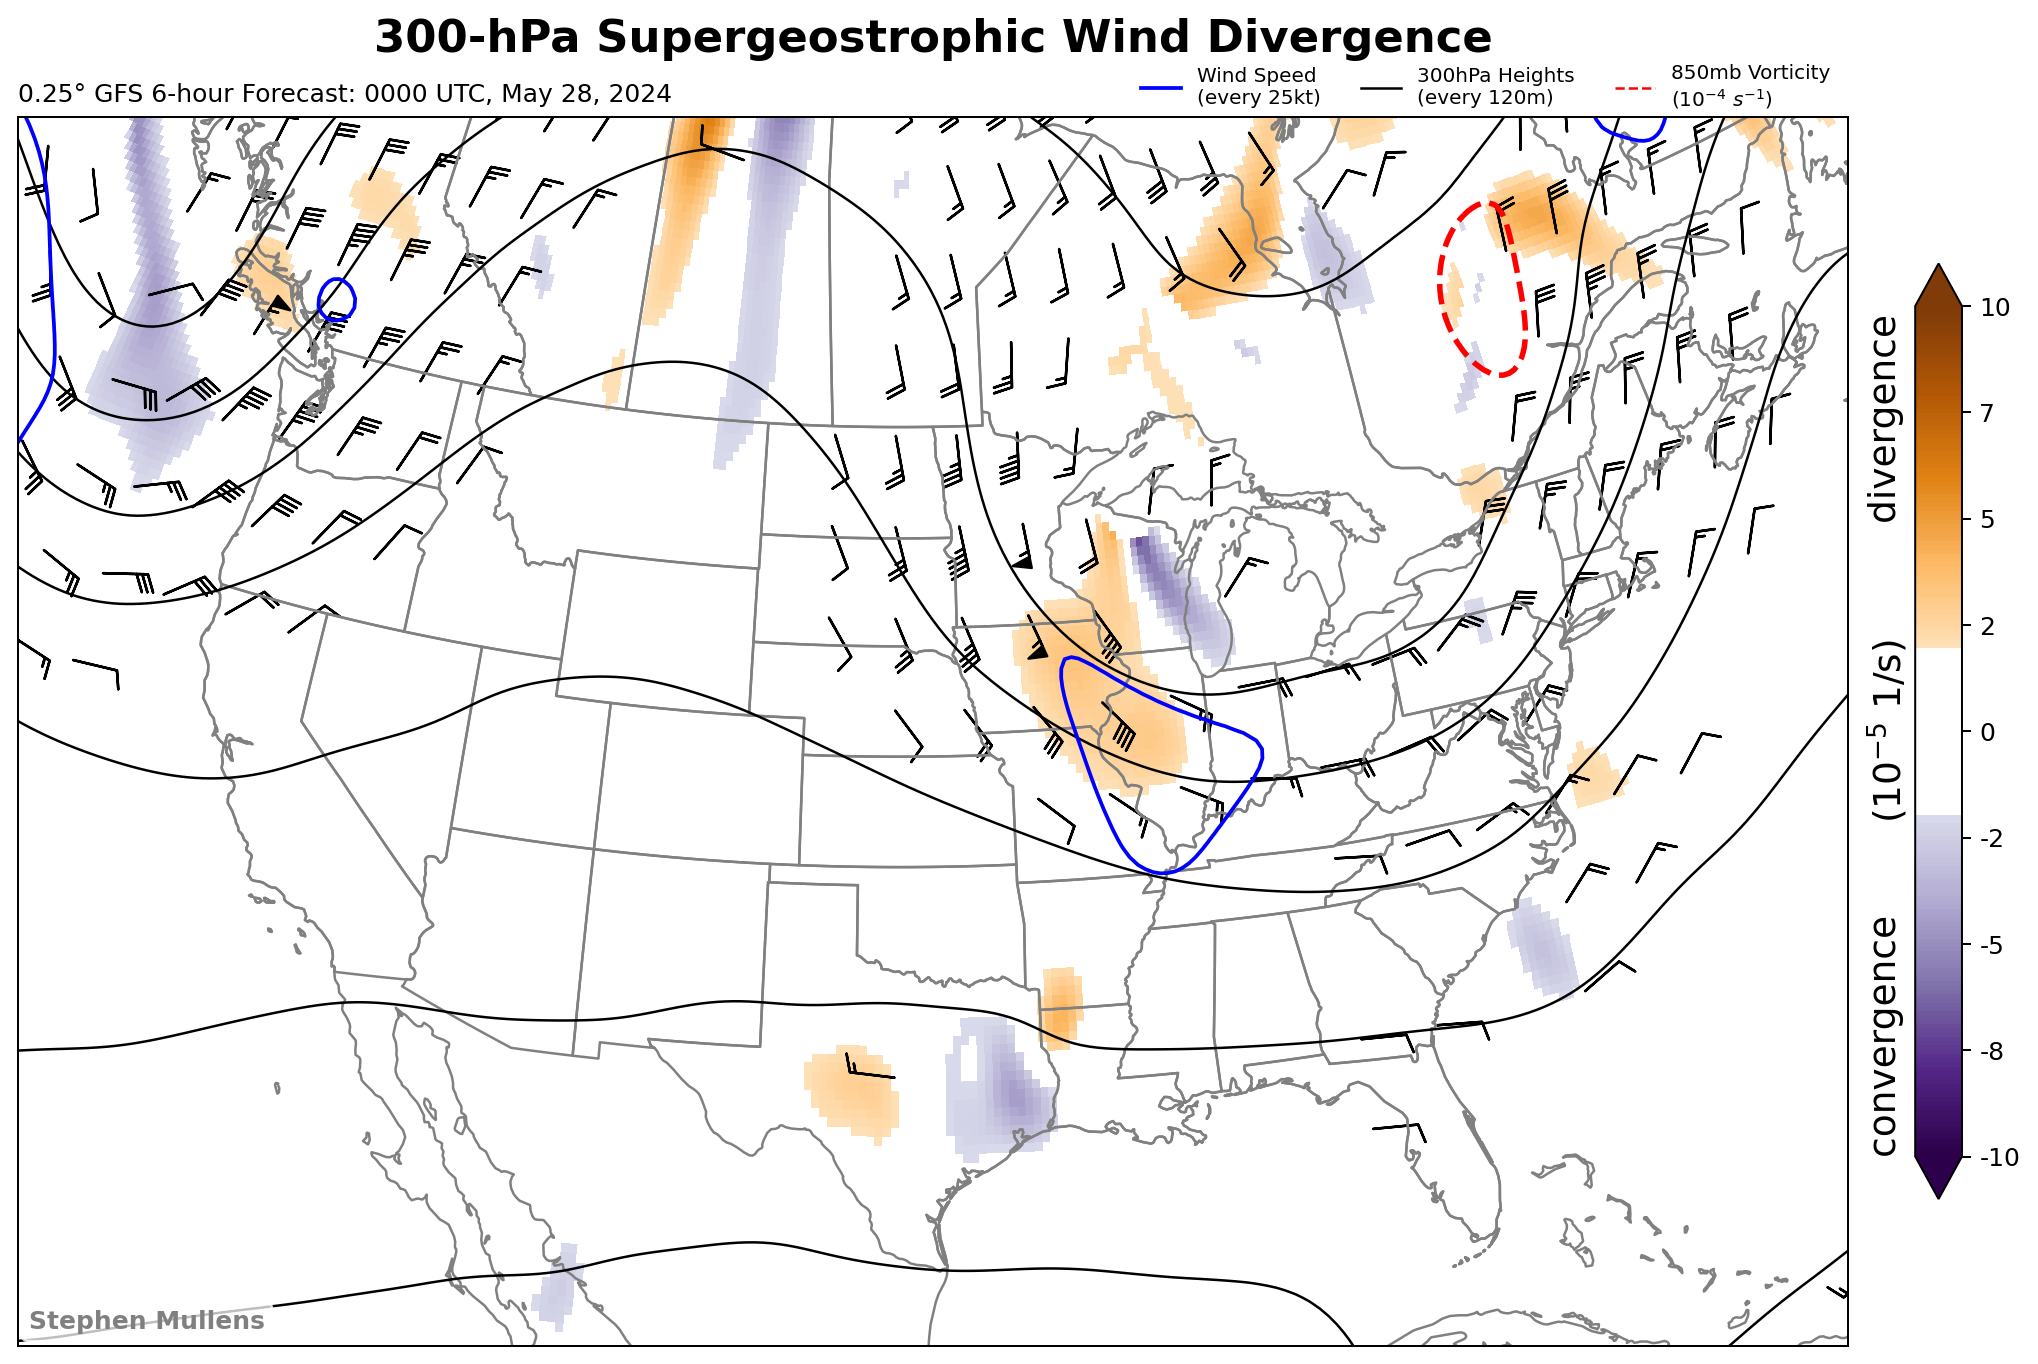 300-hPa Supergeostrophic Wind Divergence
0.25° GFS 6-hour Forecast: 0000 UTC, May 28, 2024
Wind Speed
(every 25kt)
300hPa Heights
(every 120m)
850mb Vorticity
(10⁻⁴ s⁻¹)
10
7
5
2
0
-2
-5
-8
-10
convergence (10⁻⁵ 1/s) divergence
Stephen Mullens